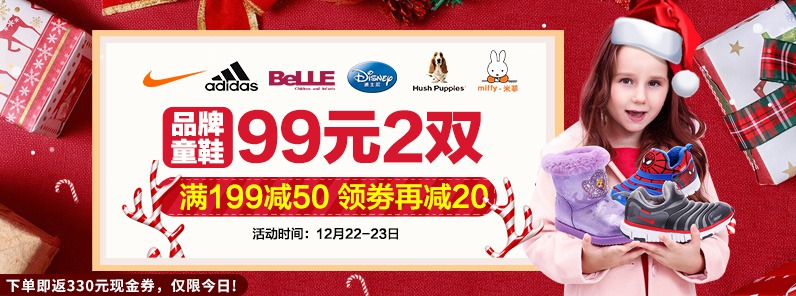 adidas BeLLE Children and Infants Disney 迪士尼 Hush Puppies miffy·米菲
品牌童鞋 99元2双
满199减50 领券再减20
活动时间：12月22-23日
下单即返330元现金券，仅限今日!